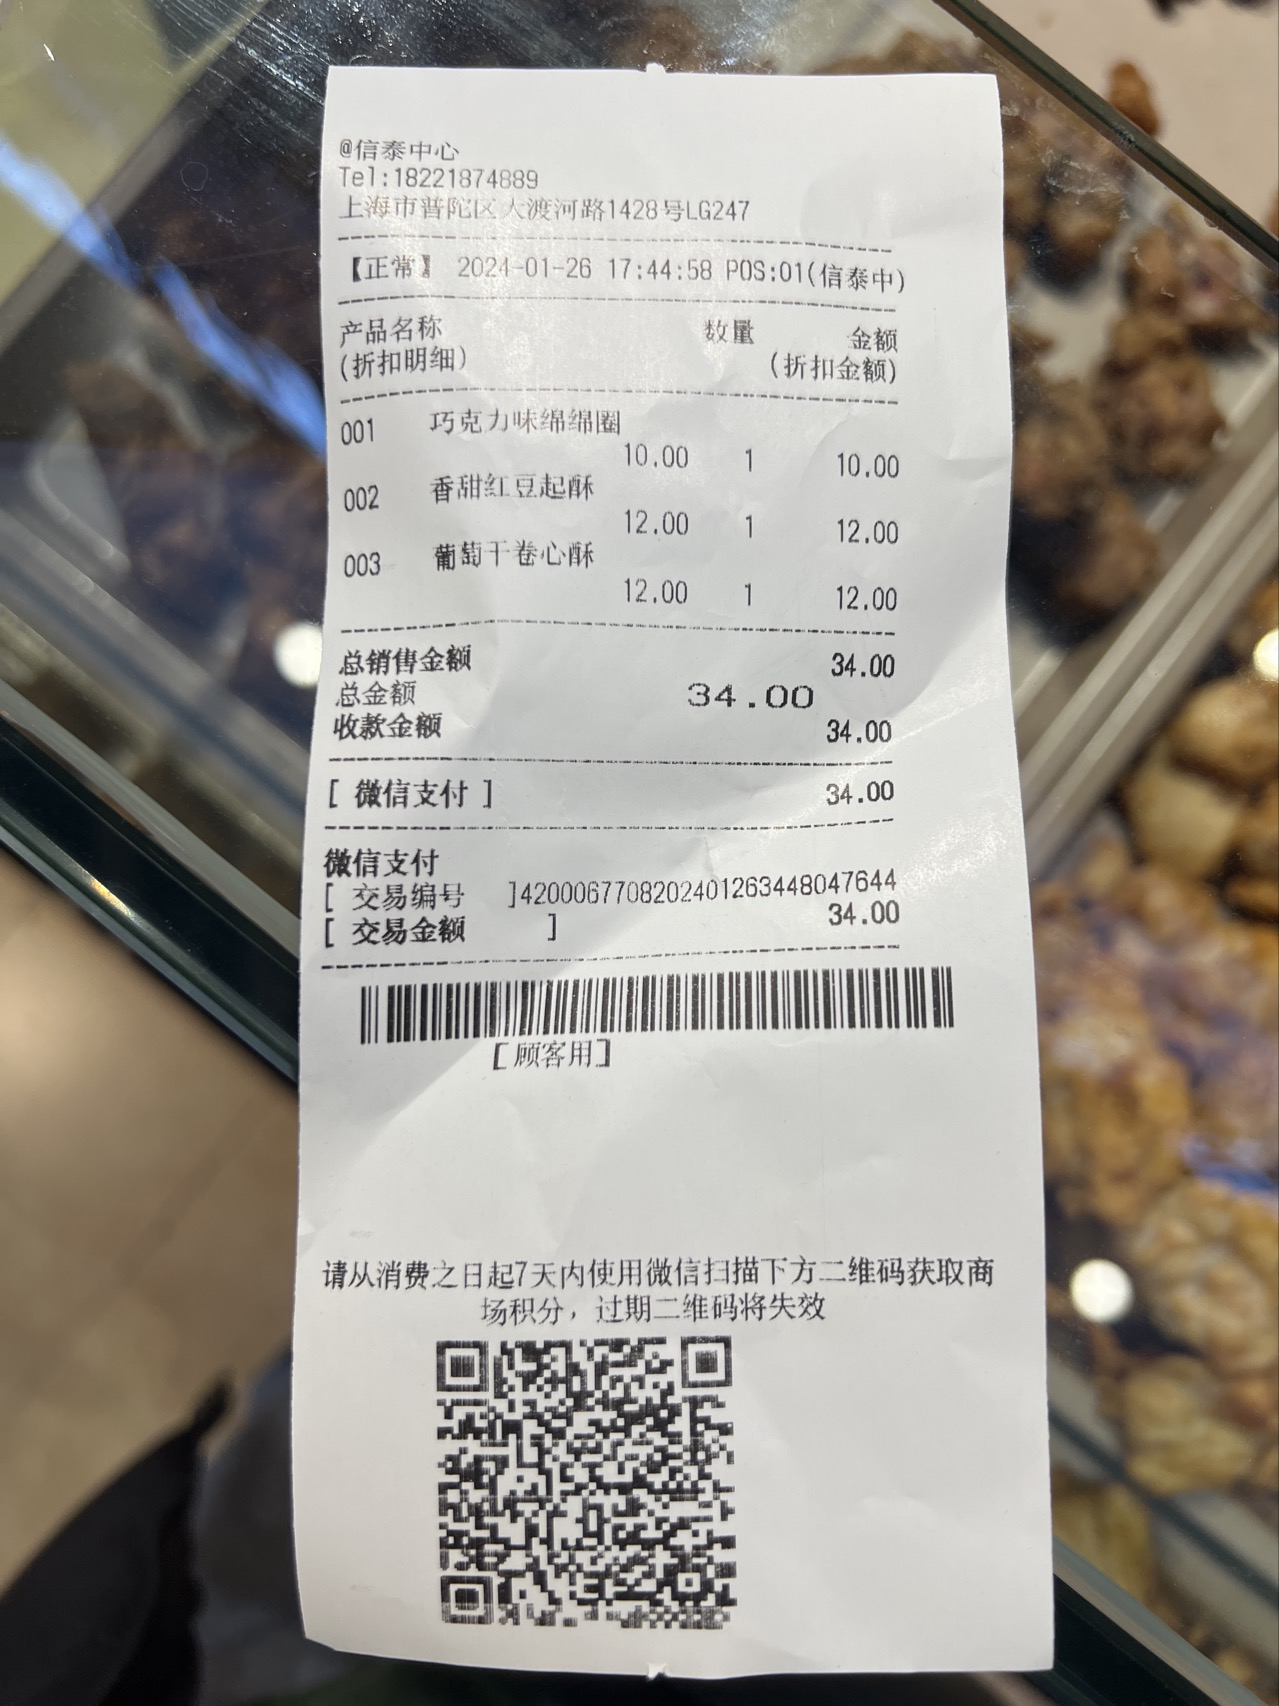 @信泰中心
Tel:18221874889
上海市普陀区大渡河路1428号LG247
【正常】 2024-01-26 17:44:58 POS:01(信泰中)
产品名称 数量 金额
(折扣明细) (折扣金额)
001 巧克力味绵绵圈
10.00 1 10.00
002 香甜红豆起酥
12.00 1 12.00
003 葡萄干卷心酥
12.00 1 12.00
总销售金额 34.00
总金额 34.00
收款金额 34.00
[ 微信支付 ] 34.00
微信支付
[ 交易编号 ]4200067708202401263448047644
[ 交易金额 ] 34.00
[顾客用]
请从消费之日起7天内使用微信扫描下方二维码获取商
场积分，过期二维码将失效